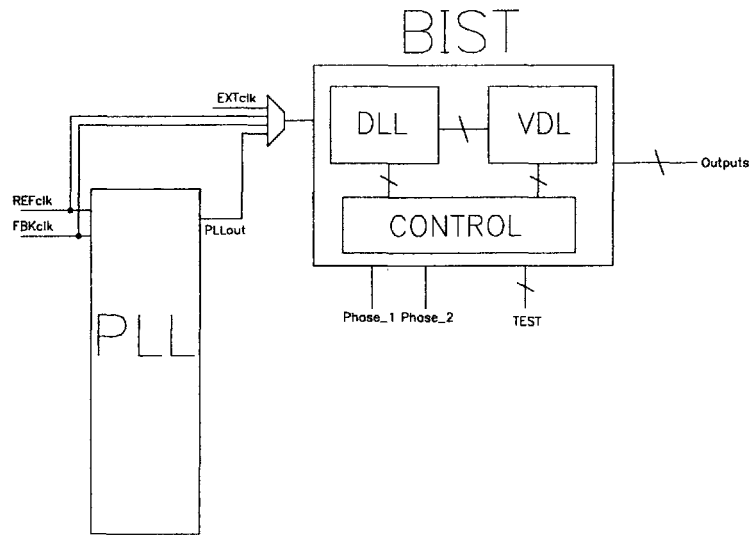 BIST
EXTclk
DLL
VDL
Outputs
REFclk
FBKclk
PLLout
CONTROL
Phase_1
Phase_2
TEST
PLL